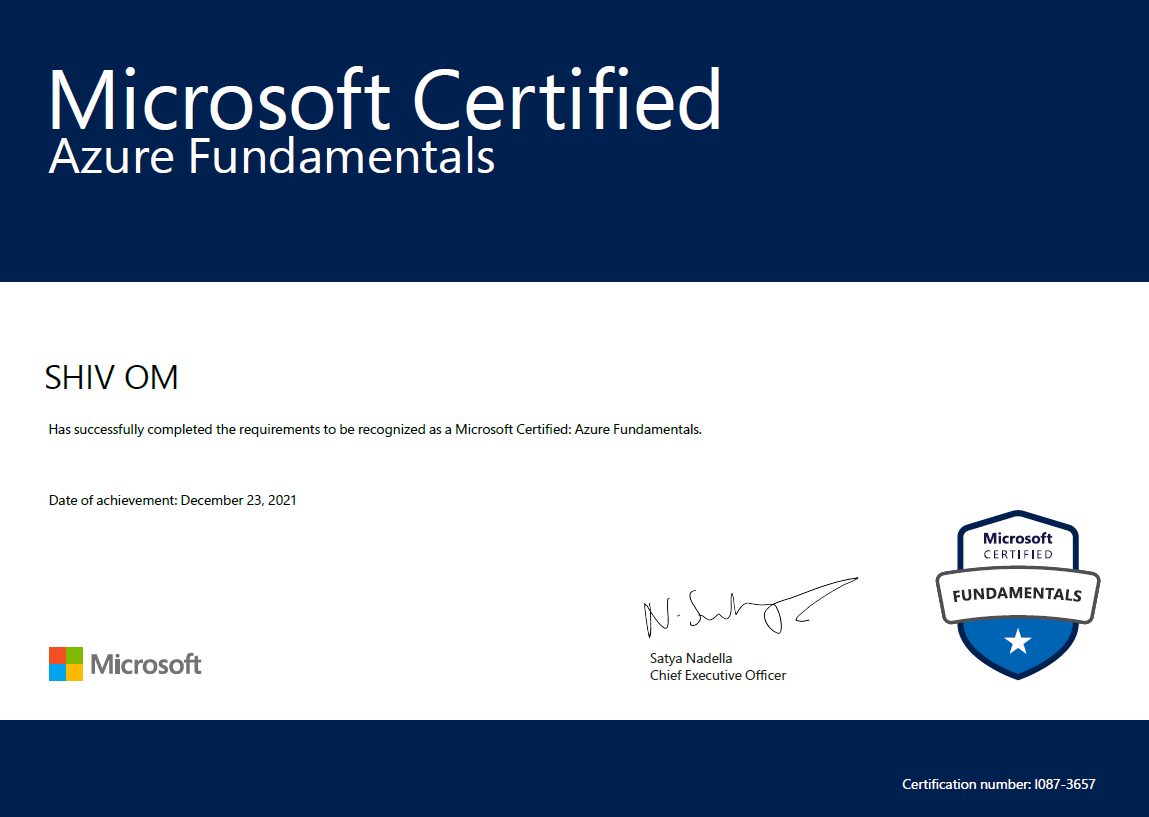 Microsoft Certified
Azure Fundamentals
SHIV OM
Has successfully completed the requirements to be recognized as a Microsoft Certified: Azure Fundamentals.
Date of achievement: December 23, 2021
Microsoft
CERTIFIED
FUNDAMENTALS
N. Satya
Satya Nadella
Chief Executive Officer
Microsoft
Certification number: I087-3657